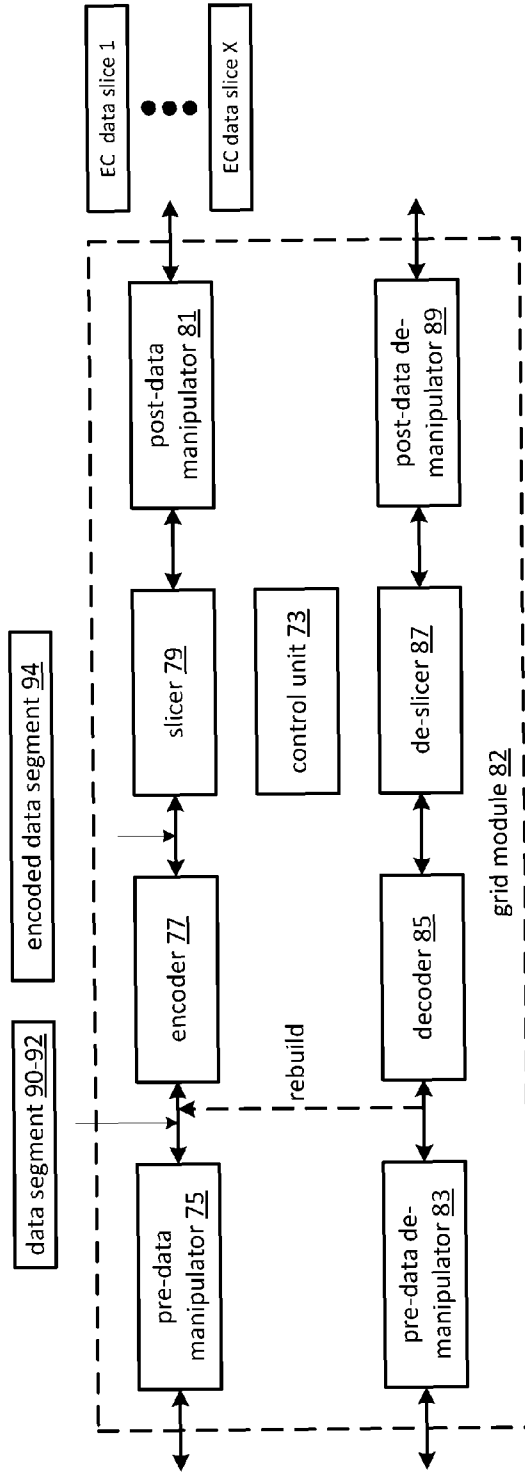 data segment 90-92
encoded data segment 94
EC data slice 1
EC data slice X
pre-data
manipulator 75
encoder 77
slicer 79
post-data
manipulator 81
rebuild
control unit 73
pre-data de-
manipulator 83
decoder 85
de-slicer 87
post-data de-
manipulator 89
grid module 82